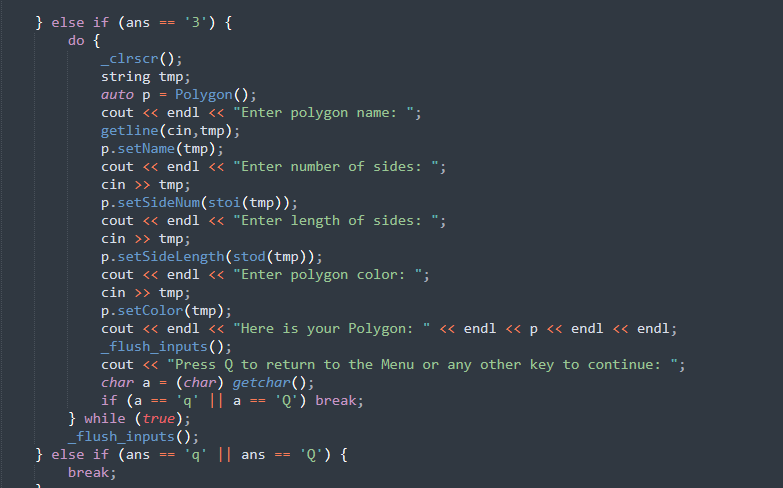 } else if (ans == '3') {
do {
_clrscr();
string tmp;
auto p = Polygon();
cout << endl << "Enter polygon name: ";
getline(cin,tmp);
p.setName(tmp);
cout << endl << "Enter number of sides: ";
cin >> tmp;
p.setSideNum(stoi(tmp));
cout << endl << "Enter length of sides: ";
cin >> tmp;
p.setSideLength(stod(tmp));
cout << endl << "Enter polygon color: ";
cin >> tmp;
p.setColor(tmp);
cout << endl << "Here is your Polygon: " << endl << p << endl << endl;
_flush_inputs();
cout << "Press Q to return to the Menu or any other key to continue: ";
char a = (char) getchar();
if (a == 'q' || a == 'Q') break;
} while (true);
_flush_inputs();
} else if (ans == 'q' || ans == 'Q') {
break;
}